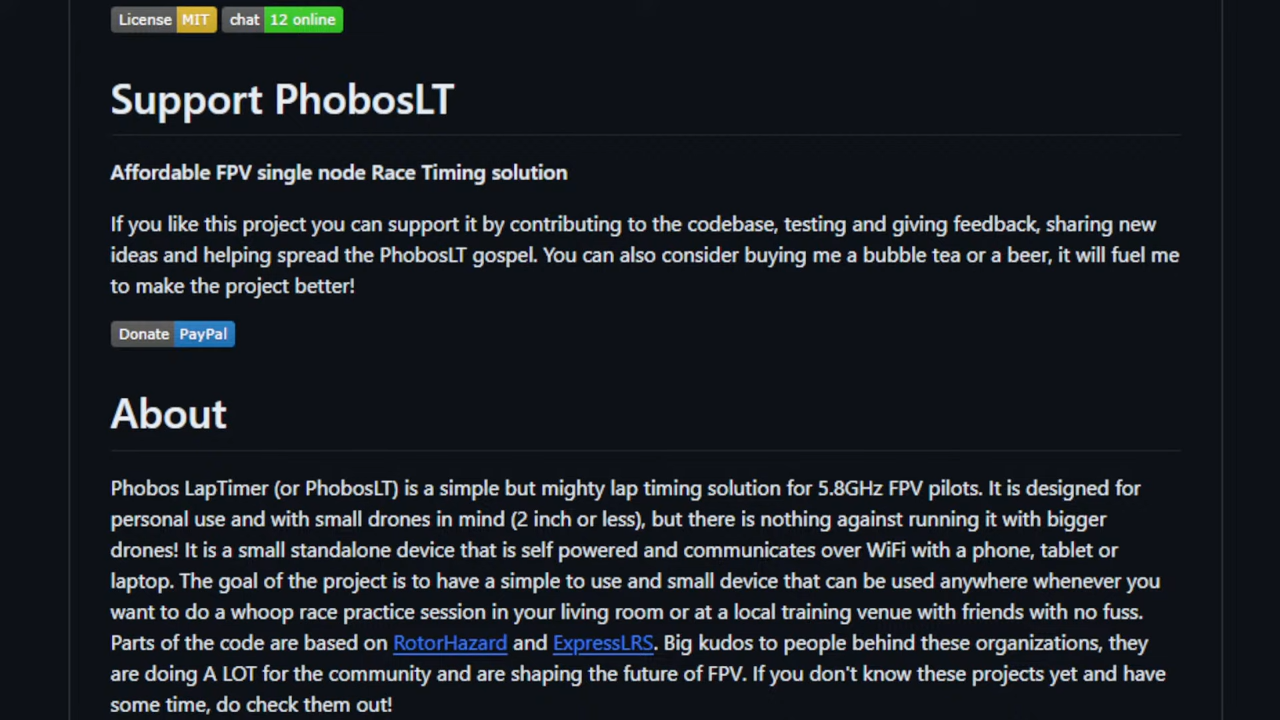 License MIT chat 12 online
Support PhobosLT
Affordable FPV single node Race Timing solution
If you like this project you can support it by contributing to the codebase, testing and giving feedback, sharing new
ideas and helping spread the PhobosLT gospel. You can also consider buying me a bubble tea or a beer, it will fuel me
to make the project better!
Donate PayPal
About
Phobos LapTimer (or PhobosLT) is a simple but mighty lap timing solution for 5.8GHz FPV pilots. It is designed for
personal use and with small drones in mind (2 inch or less), but there is nothing against running it with bigger
drones! It is a small standalone device that is self powered and communicates over WiFi with a phone, tablet or
laptop. The goal of the project is to have a simple to use and small device that can be used anywhere whenever you
want to do a whoop race practice session in your living room or at a local training venue with friends with no fuss.
Parts of the code are based on RotorHazard and ExpressLRS. Big kudos to people behind these organizations, they
are doing A LOT for the community and are shaping the future of FPV. If you don't know these projects yet and have
some time, do check them out!